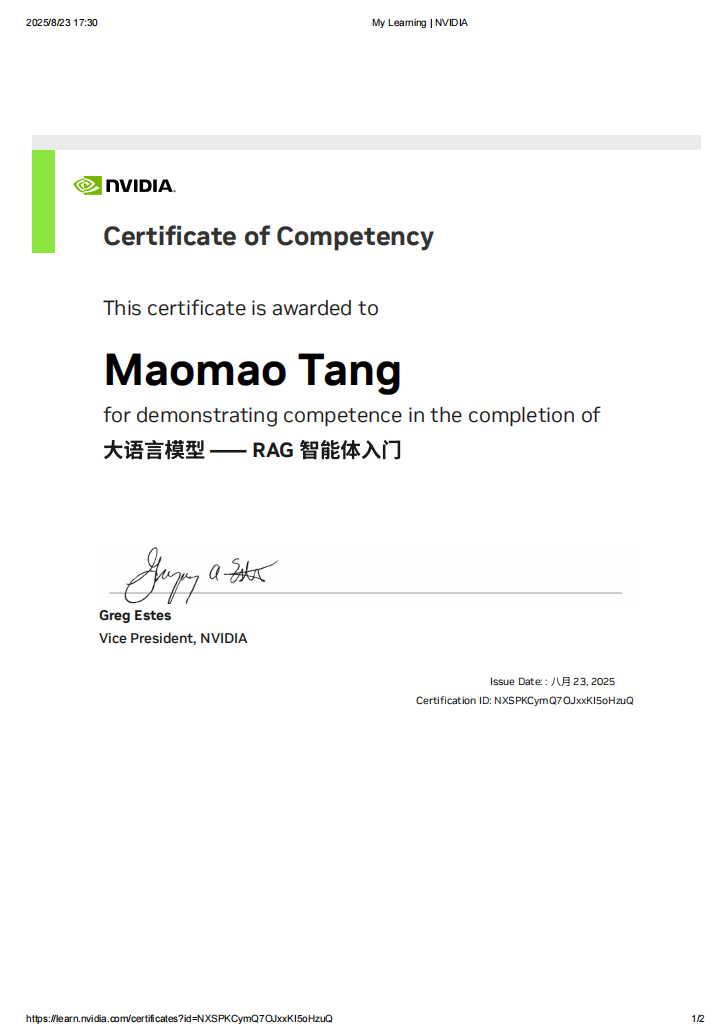 2025/8/23 17:30
My Learning | NVIDIA
NVIDIA.
Certificate of Competency
This certificate is awarded to
Maomao Tang
for demonstrating competence in the completion of
大语言模型 —— RAG 智能体入门
Greg Estes
Vice President, NVIDIA
Issue Date: : 八月 23, 2025
Certification ID: NXSPKCymQ7OJxxKI5oHzuQ
https://learn.nvidia.com/certificates?id=NXSPKCymQ7OJxxKI5oHzuQ
1/2